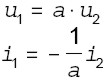 u₁ = a · u₂
i₁ = − 1/a i₂